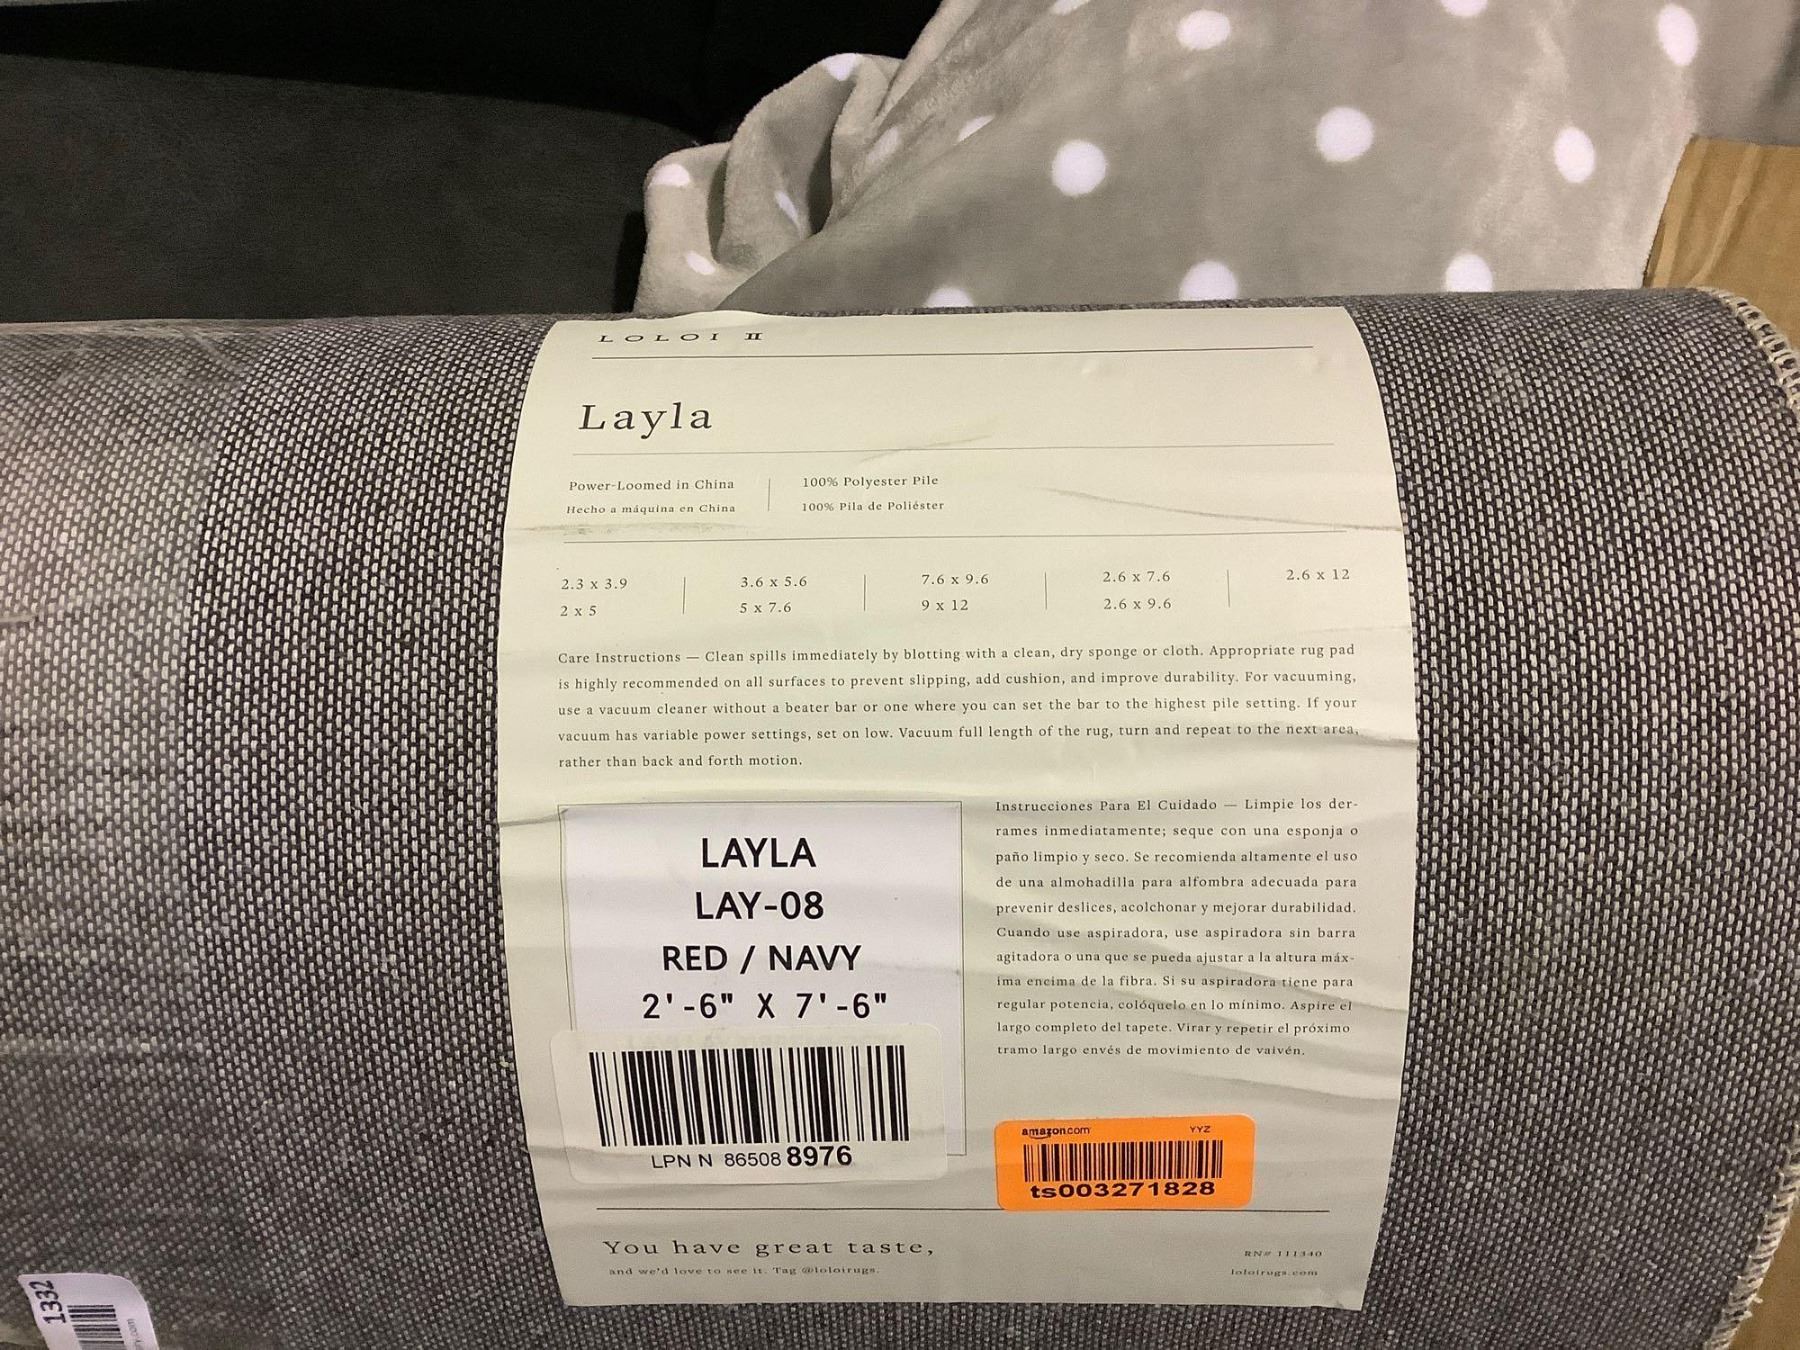 LOLOI II
Layla
Power-Loomed in China
Hecho a máquina en China
100% Polyester Pile
100% Pila de Poliéster
2.3 x 3.9
2 x 5
3.6 x 5.6
5 x 7.6
7.6 x 9.6
9 x 12
2.6 x 7.6
2.6 x 9.6
2.6 x 12
Care Instructions — Clean spills immediately by blotting with a clean, dry sponge or cloth. Appropriate rug pad
is highly recommended on all surfaces to prevent slipping, add cushion, and improve durability. For vacuuming,
use a vacuum cleaner without a beater bar or one where you can set the bar to the highest pile setting. If your
vacuum has variable power settings, set on low. Vacuum full length of the rug, turn and repeat to the next area,
rather than back and forth motion.
LAYLA
LAY-08
RED / NAVY
2'-6" X 7'-6"
LPN N 865088976
Instrucciones Para El Cuidado — Limpie los der-
rames inmediatamente; seque con una esponja o
paño limpio y seco. Se recomienda altamente el uso
de una almohadilla para alfombra adecuada para
prevenir deslices, acolchonar y mejorar durabilidad.
Cuando use aspiradora, use aspiradora sin barra
agitadora o una que se pueda ajustar a la altura máx-
ima encima de la fibra. Si su aspiradora tiene para
regular potencia, colóquelo en lo mínimo. Aspire el
largo completo del tapete. Virar y repetir el próximo
tramo largo envés de movimiento de vaivén.
amazon.com YYZ
ts003271828
You have great taste,
and we'd love to see it. Tag @loloirugs.
RN# 111340
loloirugs.com
1332